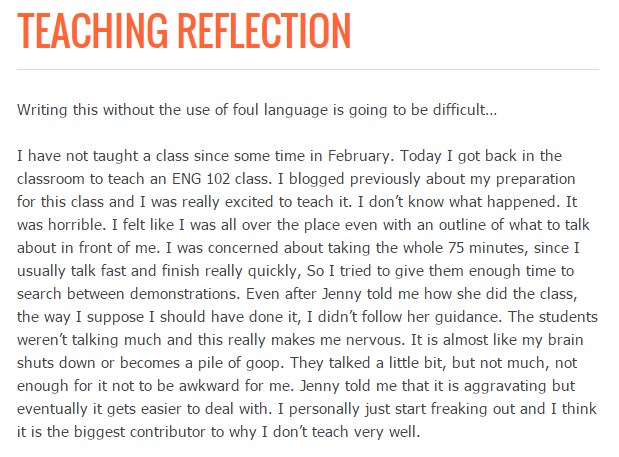 TEACHING REFLECTION
Writing this without the use of foul language is going to be difficult…
I have not taught a class since some time in February. Today I got back in the
classroom to teach an ENG 102 class. I blogged previously about my preparation
for this class and I was really excited to teach it. I don’t know what happened. It
was horrible. I felt like I was all over the place even with an outline of what to talk
about in front of me. I was concerned about taking the whole 75 minutes, since I
usually talk fast and finish really quickly, So I tried to give them enough time to
search between demonstrations. Even after Jenny told me how she did the class,
the way I suppose I should have done it, I didn’t follow her guidance. The students
weren’t talking much and this really makes me nervous. It is almost like my brain
shuts down or becomes a pile of goop. They talked a little bit, but not much, not
enough for it not to be awkward for me. Jenny told me that it is aggravating but
eventually it gets easier to deal with. I personally just start freaking out and I think
it is the biggest contributor to why I don’t teach very well.